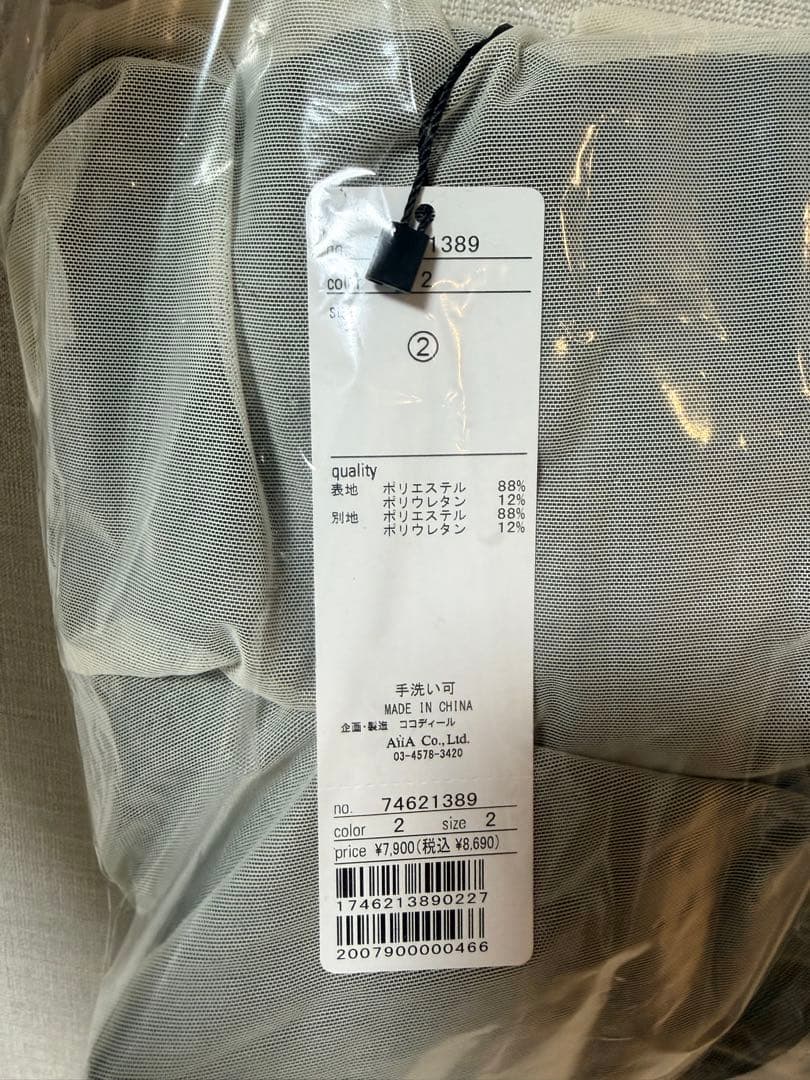 no. 1389
color 2
②
quality
表地 ポリエステル 88%
ポリウレタン 12%
別地 ポリエステル 88%
ポリウレタン 12%
手洗い可
MADE IN CHINA
企画・製造 ココディール
AiiA Co., Ltd.
03-4578-3420
no. 74621389
color 2 size 2
price ¥7,900(税込 ¥8,690)
1746213890227
2007900000466